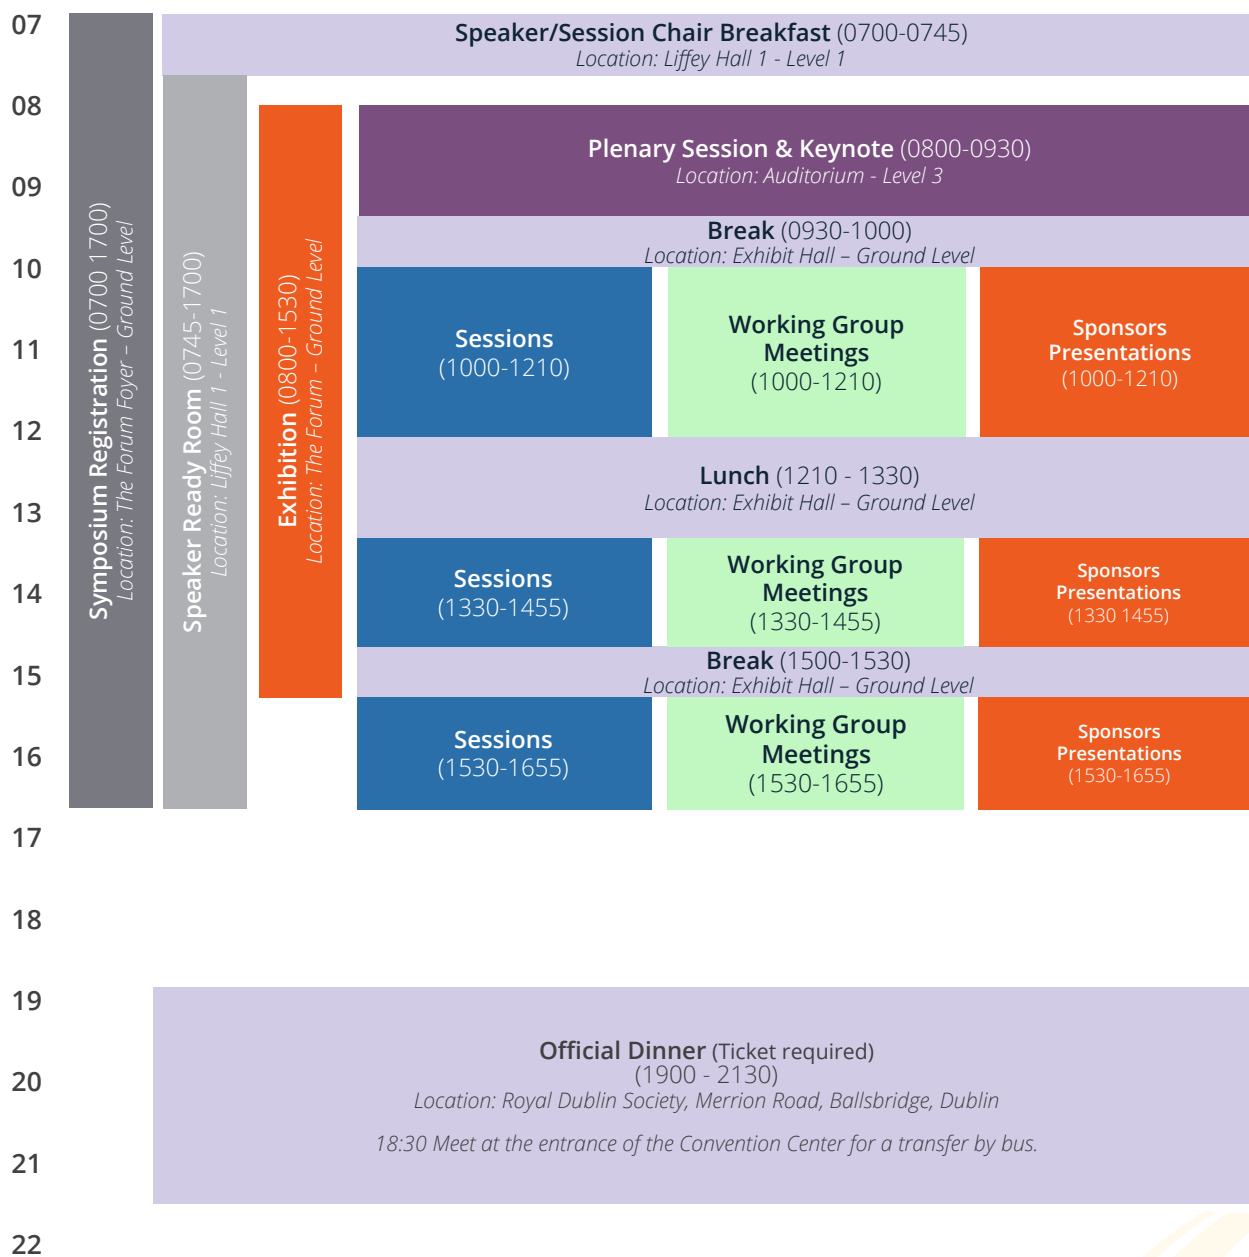 07
Speaker/Session Chair Breakfast (0700-0745)
Location: Liffey Hall 1 - Level 1
Symposium Registration (0700 1700)
Location: The Forum Foyer – Ground Level
Speaker Ready Room (0745-1700)
Location: Liffey Hall 1 - Level 1
08
Exhibition (0800-1530)
Location: The Forum – Ground Level
Plenary Session & Keynote (0800-0930)
Location: Auditorium - Level 3
09
Break (0930-1000)
Location: Exhibit Hall – Ground Level
10
Sessions
(1000-1210)
Working Group
Meetings
(1000-1210)
Sponsors
Presentations
(1000-1210)
11
12
Lunch (1210 - 1330)
Location: Exhibit Hall – Ground Level
13
Sessions
(1330-1455)
Working Group
Meetings
(1330-1455)
Sponsors
Presentations
(1330 1455)
14
Break (1500-1530)
Location: Exhibit Hall – Ground Level
15
Sessions
(1530-1655)
Working Group
Meetings
(1530-1655)
Sponsors
Presentations
(1530-1655)
16
17
18
19
Official Dinner (Ticket required)
(1900 - 2130)
Location: Royal Dublin Society, Merrion Road, Ballsbridge, Dublin
18:30 Meet at the entrance of the Convention Center for a transfer by bus.
20
21
22